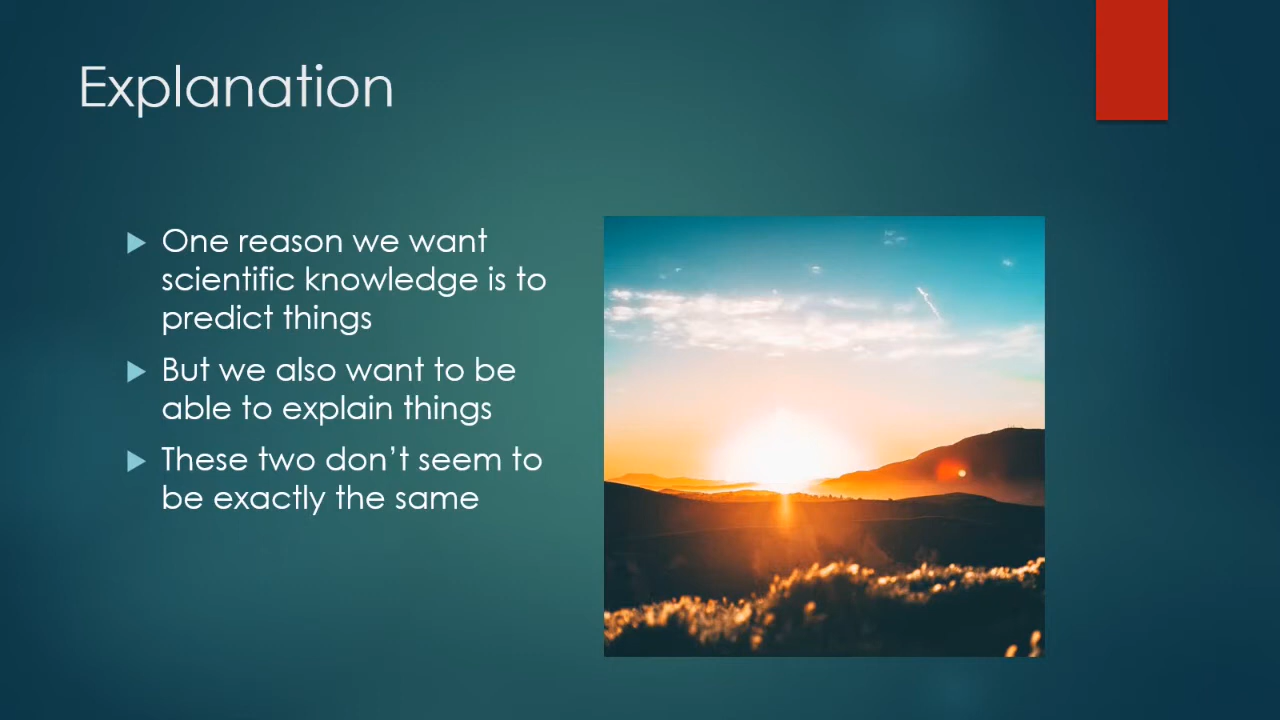 Explanation
One reason we want
scientific knowledge is to
predict things
But we also want to be
able to explain things
These two don’t seem to
be exactly the same